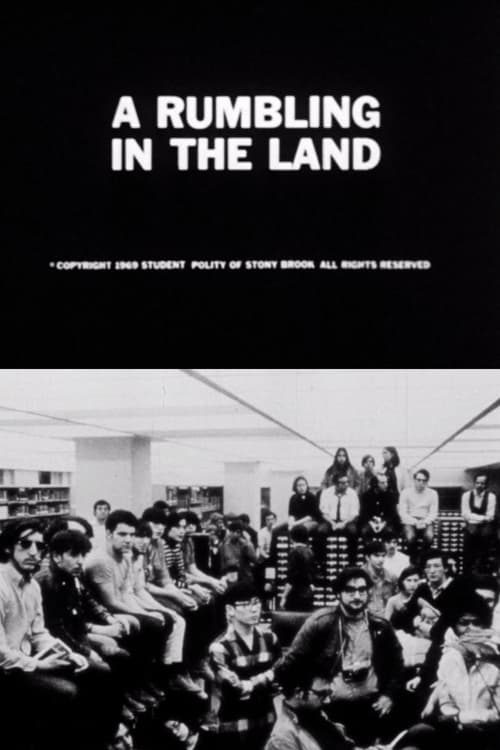 A RUMBLING
IN THE LAND
© COPYRIGHT 1969 STUDENT POLITY OF STONY BROOK ALL RIGHTS RESERVED